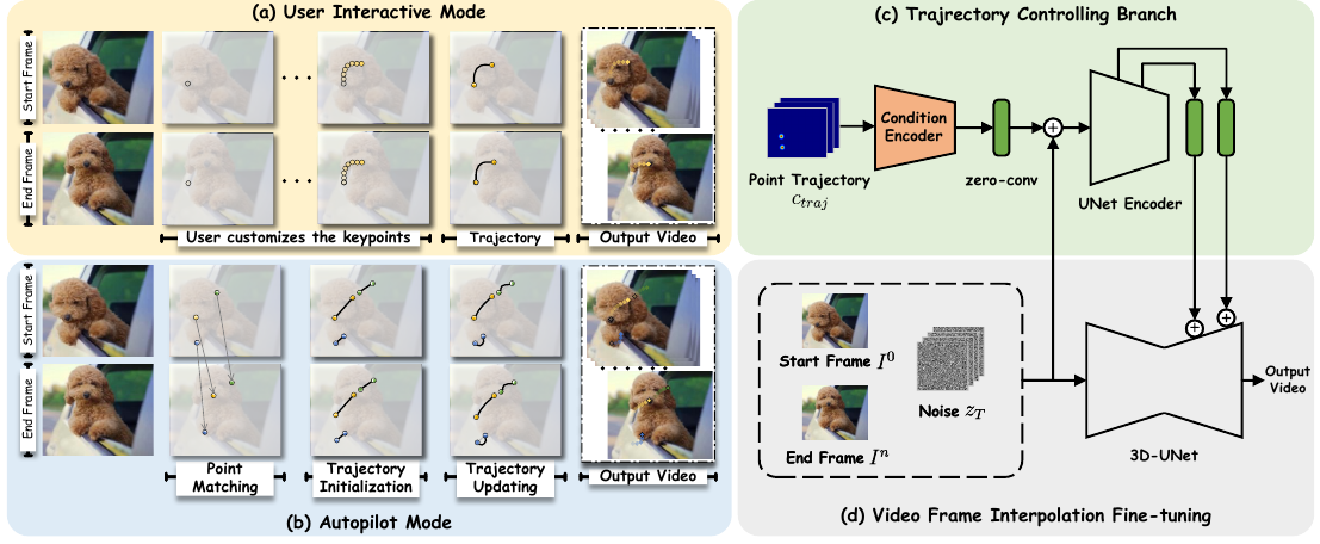 (a) User Interactive Mode
Start Frame
End Frame
User customizes the keypoints
Trajectory
Output Video
Start Frame
End Frame
Point
Matching
Trajectory
Initialization
Trajectory
Updating
Output Video
(b) Autopilot Mode
(c) Trajrectory Controlling Branch
Condition
Encoder
Point Trajectory
c_{traj}
zero-conv
UNet Encoder
Start Frame I^0
End Frame I^n
Noise z_T
3D-UNet
Output
Video
(d) Video Frame Interpolation Fine-tuning